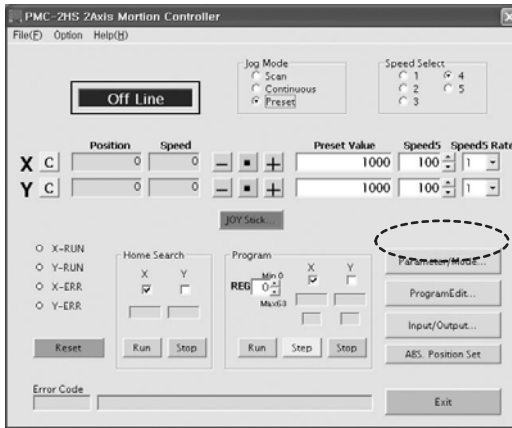 PMC-2HS 2Axis Mortion Controller
File(F) Option Help(H)
Jog Mode
Scan
Continuous
Preset
Speed Select
1
2
3
4
5
Off Line
Position Speed Preset Value Speed5 Speed5 Rate
X C 0 0 − ■ + 1000 100 1
Y C 0 0 − ■ + 1000 100 1
JOY Stick...
X-RUN
Y-RUN
X-ERR
Y-ERR
Reset
Home Search
X Y
Run Stop
Program
REG Min 0 0 Max63
X Y
Run Step Stop
Parameter/Mode...
ProgramEdit...
Input/Output...
ABS. Position Set
Error Code
Exit